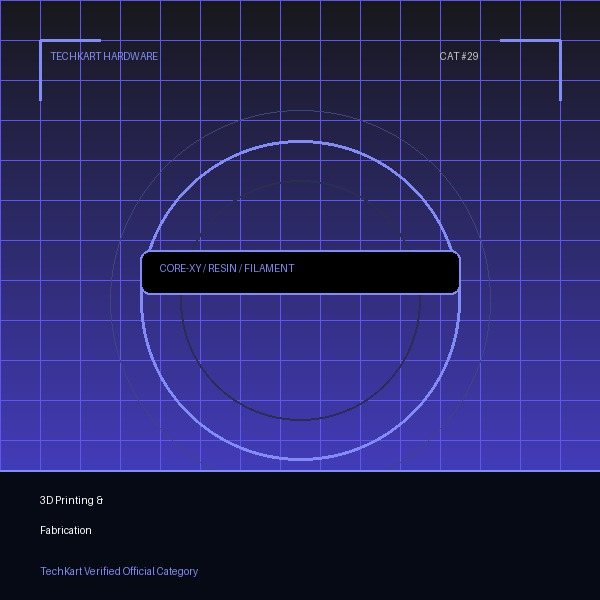 TECHKART HARDWARE
CAT #29
CORE-XY / RESIN / FILAMENT
3D Printing &
Fabrication
TechKart Verified Official Category